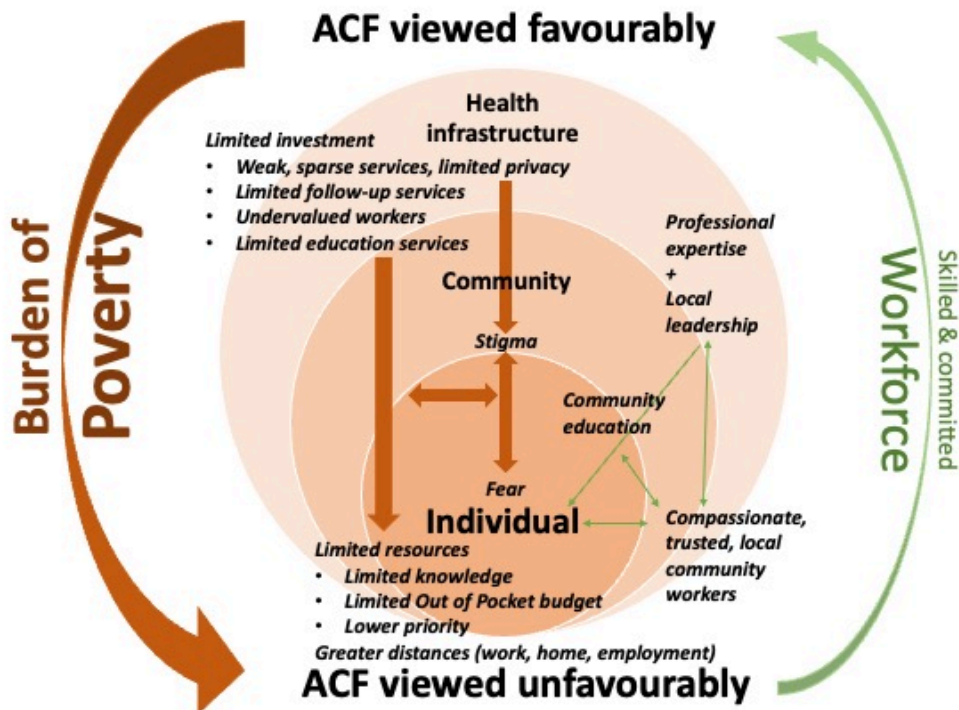 ACF viewed favourably
Health
infrastructure
Limited investment
• Weak, sparse services, limited privacy
• Limited follow-up services
• Undervalued workers
• Limited education services
Burden of
Poverty
Community
Stigma
Professional
expertise
+
Local
leadership
Skilled & committed
Workforce
Community
education
Fear
Individual
Compassionate,
trusted, local
community
workers
Limited resources
• Limited knowledge
• Limited Out of Pocket budget
• Lower priority
Greater distances (work, home, employment)
ACF viewed unfavourably